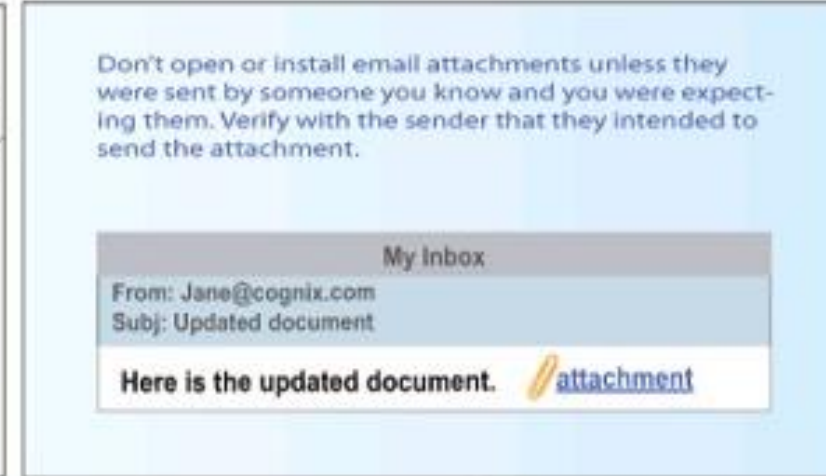 Don't open or install email attachments unless they
were sent by someone you know and you were expect-
ing them. Verify with the sender that they intended to
send the attachment.
My Inbox
From: Jane@cognix.com
Subj: Updated document
Here is the updated document. attachment